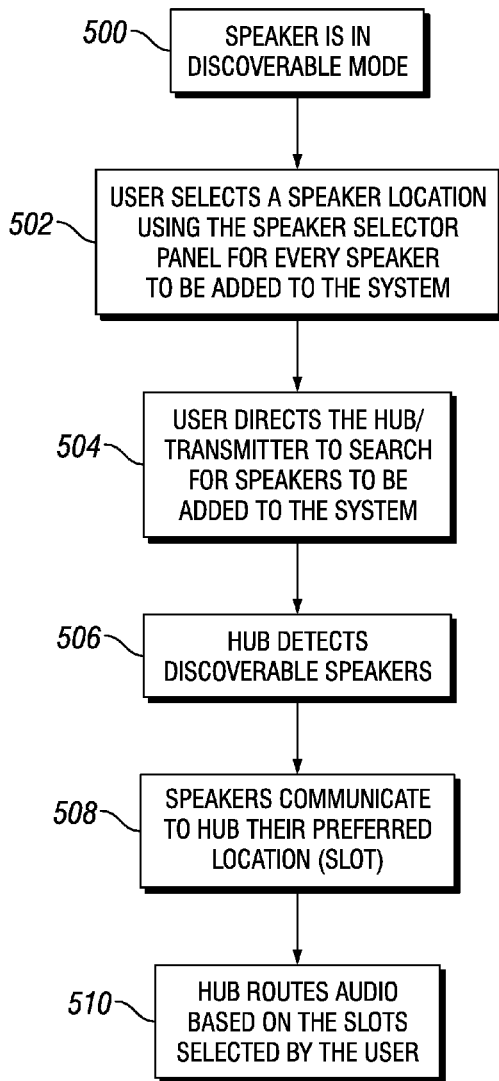 500
SPEAKER IS IN
DISCOVERABLE MODE
502
USER SELECTS A SPEAKER LOCATION
USING THE SPEAKER SELECTOR
PANEL FOR EVERY SPEAKER
TO BE ADDED TO THE SYSTEM
504
USER DIRECTS THE HUB/
TRANSMITTER TO SEARCH
FOR SPEAKERS TO BE
ADDED TO THE SYSTEM
506
HUB DETECTS
DISCOVERABLE SPEAKERS
508
SPEAKERS COMMUNICATE
TO HUB THEIR PREFERRED
LOCATION (SLOT)
510
HUB ROUTES AUDIO
BASED ON THE SLOTS
SELECTED BY THE USER